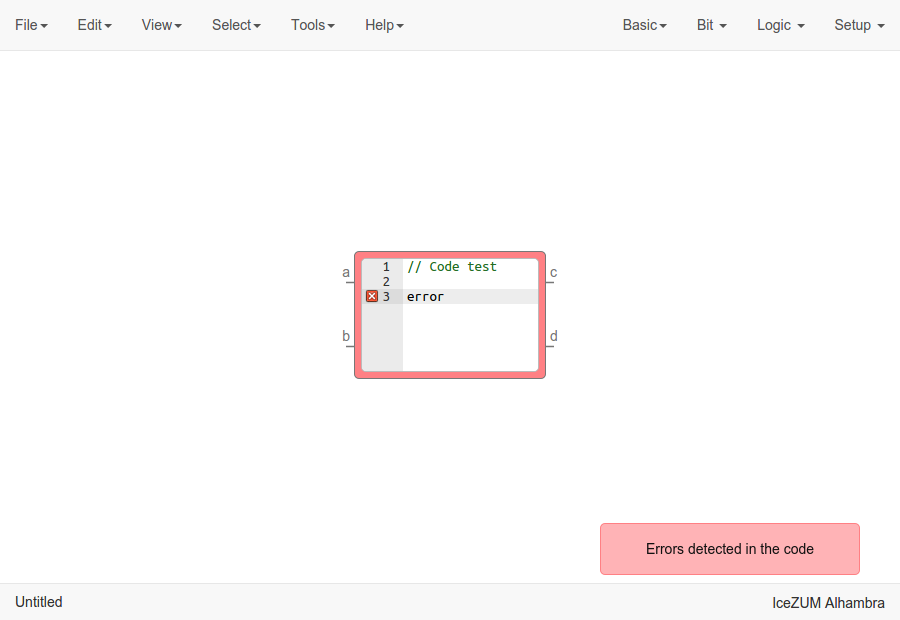 File Edit View Select Tools Help Basic Bit Logic Setup
a
b
1 // Code test
2
3 error
c
d
Errors detected in the code
Untitled
IceZUM Alhambra